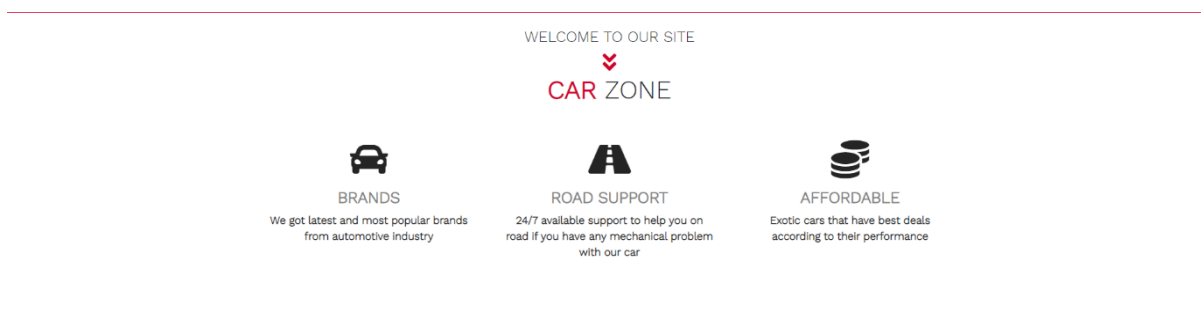 WELCOME TO OUR SITE
CAR ZONE
BRANDS
We got latest and most popular brands
from automotive industry
ROAD SUPPORT
24/7 available support to help you on
road if you have any mechanical problem
with our car
AFFORDABLE
Exotic cars that have best deals
according to their performance